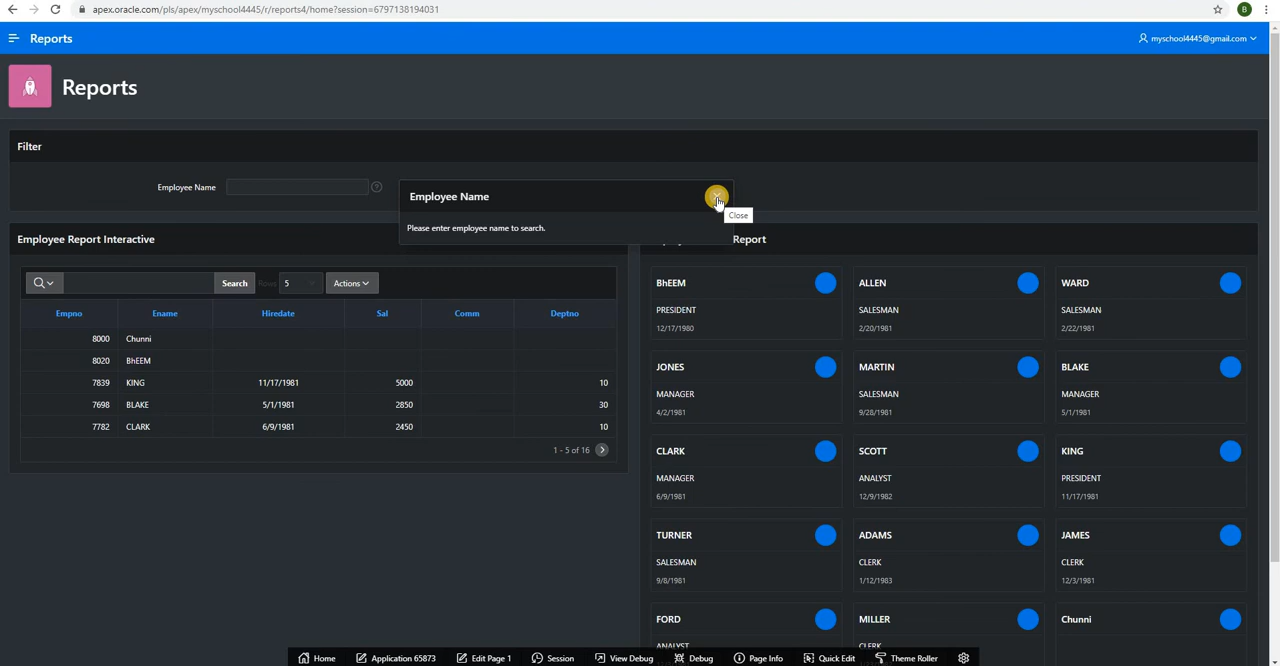 apex.oracle.com/pls/apex/myschool4445/r/reports4/home?session=6797138194031
B
Reports
myschool4445@gmail.com
Reports
Filter
Employee Name
Employee Name
Close
Please enter employee name to search.
Employee Report Interactive
Report
Search
Rows
5
Actions
Empno Ename Hiredate Sal Comm Deptno
8000 Chunni
8020 BhEEM
7839 KING 11/17/1981 5000 10
7698 BLAKE 5/1/1981 2850 30
7782 CLARK 6/9/1981 2450 10
1 - 5 of 16
BhEEM
PRESIDENT
12/17/1980
ALLEN
SALESMAN
2/20/1981
WARD
SALESMAN
2/22/1981
JONES
MANAGER
4/2/1981
MARTIN
SALESMAN
9/28/1981
BLAKE
MANAGER
5/1/1981
CLARK
MANAGER
6/9/1981
SCOTT
ANALYST
12/9/1982
KING
PRESIDENT
11/17/1981
TURNER
SALESMAN
9/8/1981
ADAMS
CLERK
1/12/1983
JAMES
CLERK
12/3/1981
FORD
ANALYST
MILLER
CLERK
Chunni
Home
Application 65873
Edit Page 1
Session
View Debug
Debug
Page Info
Quick Edit
Theme Roller